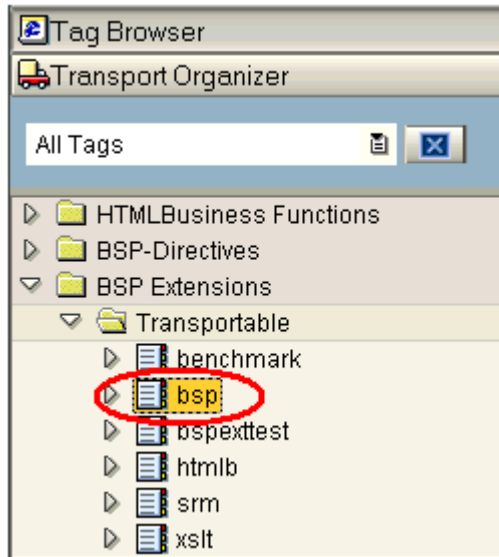 Tag Browser
Transport Organizer
All Tags
HTMLBusiness Functions
BSP-Directives
BSP Extensions
Transportable
benchmark
bsp
bspexttest
htmlb
srm
xslt